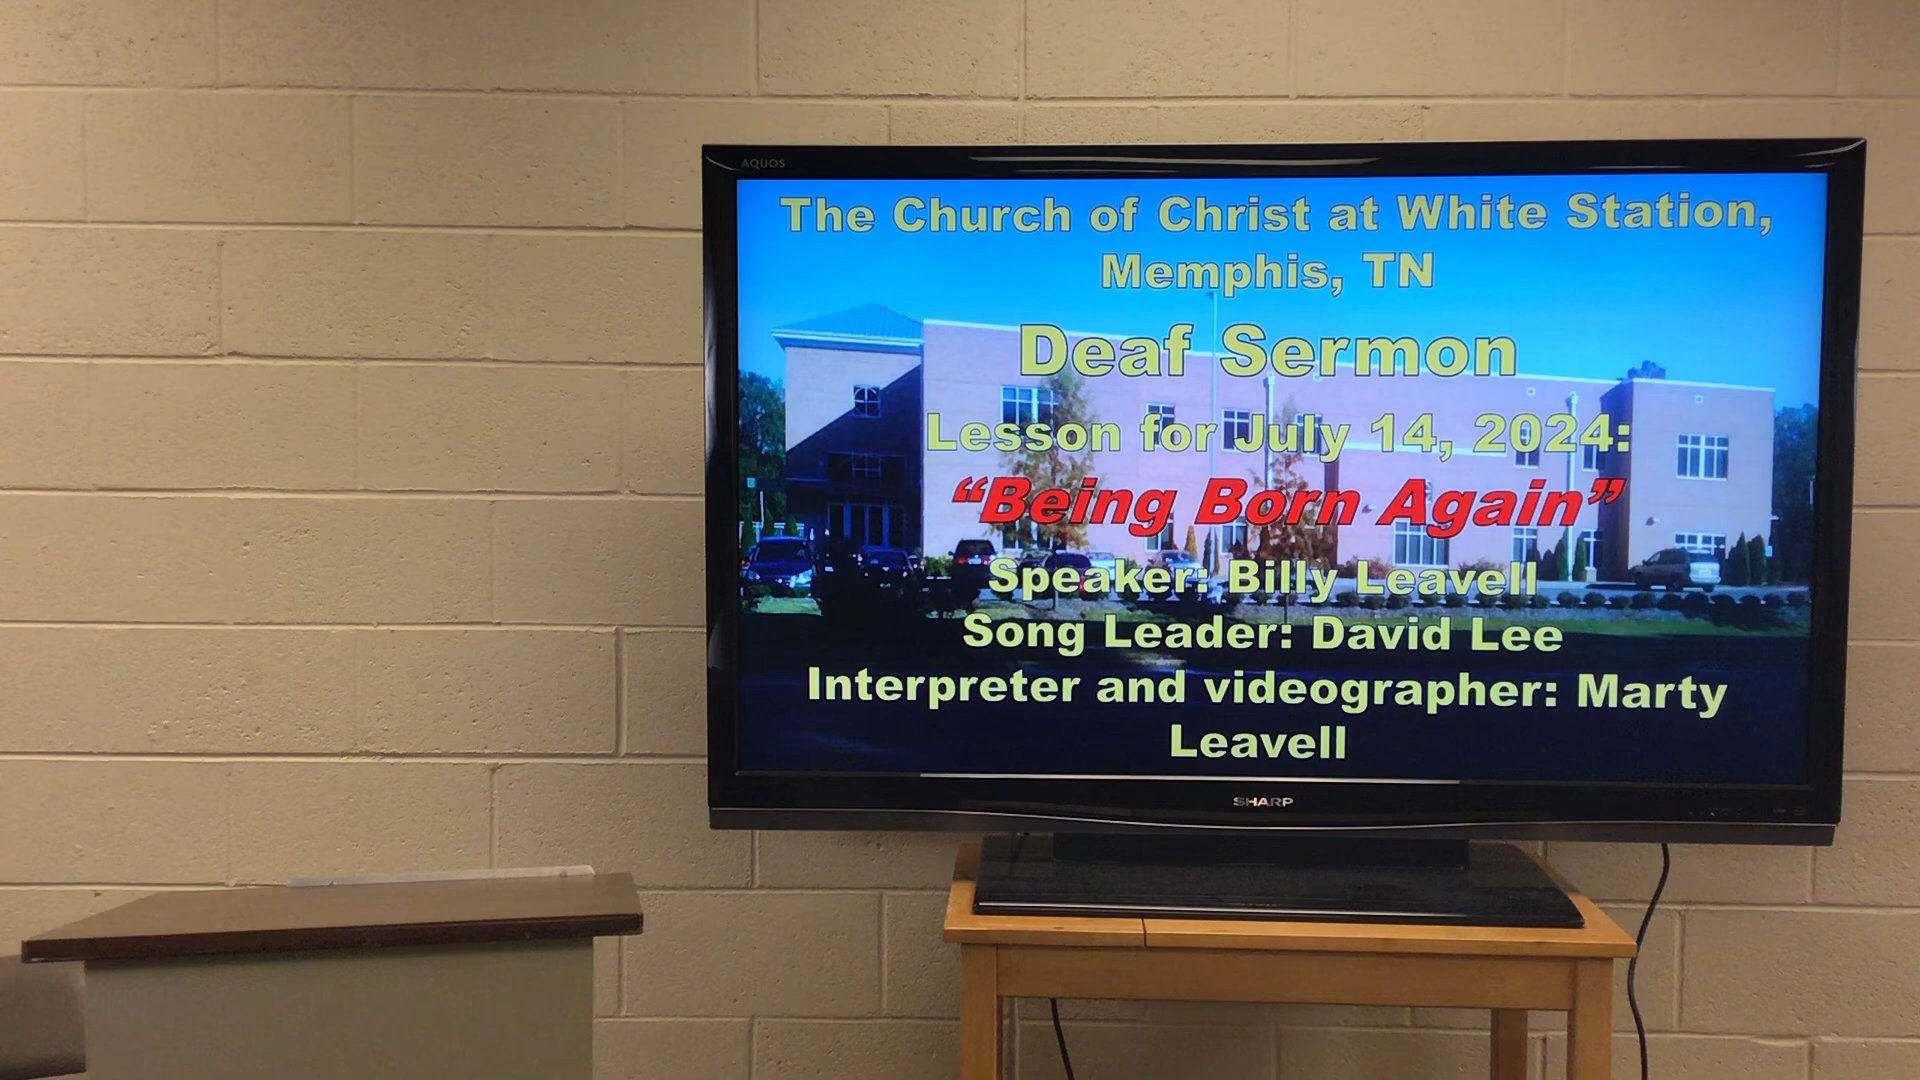 AQUOS
The Church of Christ at White Station,
Memphis, TN
Deaf Sermon
Lesson for July 14, 2024:
“Being Born Again”
Speaker: Billy Leavell
Song Leader: David Lee
Interpreter and videographer: Marty
Leavell
SHARP